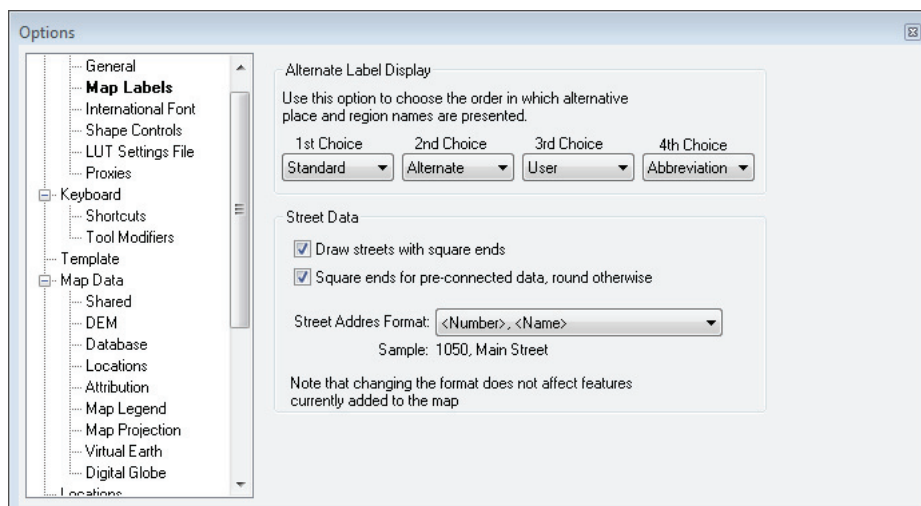 Options
General
Map Labels
International Font
Shape Controls
LUT Settings File
Proxies
Keyboard
Shortcuts
Tool Modifiers
Template
Map Data
Shared
DEM
Database
Locations
Attribution
Map Legend
Map Projection
Virtual Earth
Digital Globe
Locations
Alternate Label Display
Use this option to choose the order in which alternative
place and region names are presented.
1st Choice 2nd Choice 3rd Choice 4th Choice
Standard Alternate User Abbreviation
Street Data
Draw streets with square ends
Square ends for pre-connected data, round otherwise
Street Addres Format: <Number>, <Name>
Sample: 1050, Main Street
Note that changing the format does not affect features
currently added to the map